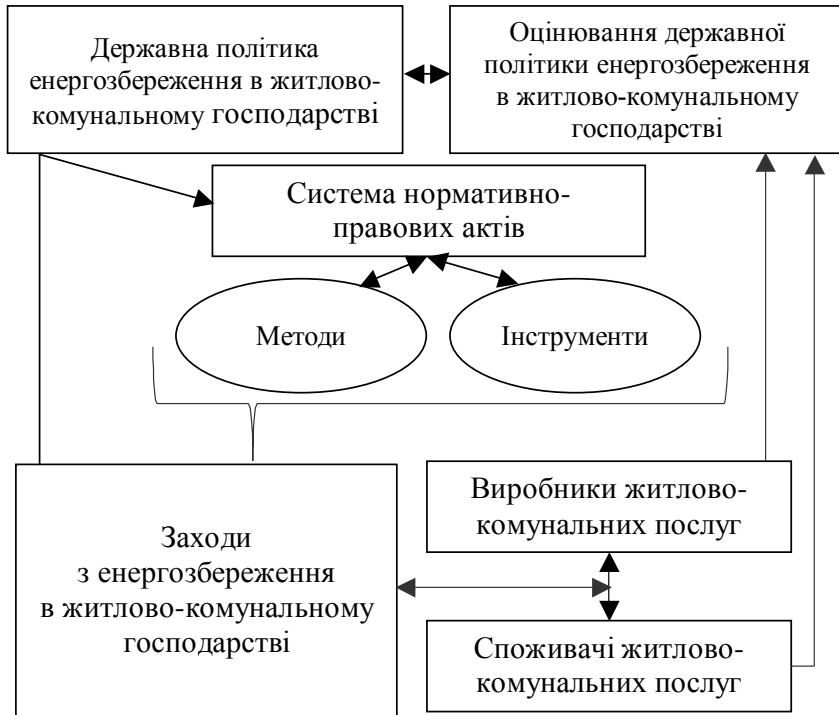 Державна політика
енергозбереження в житлово-
комунальному господарстві
Оцінювання державної
політики енергозбереження
в житлово-комунальному
господарстві
Система нормативно-
правових актів
Методи
Інструменти
Заходи
з енергозбереження
в житлово-комунальному
господарстві
Виробники житлово-
комунальних послуг
Споживачі житлово-
комунальних послуг